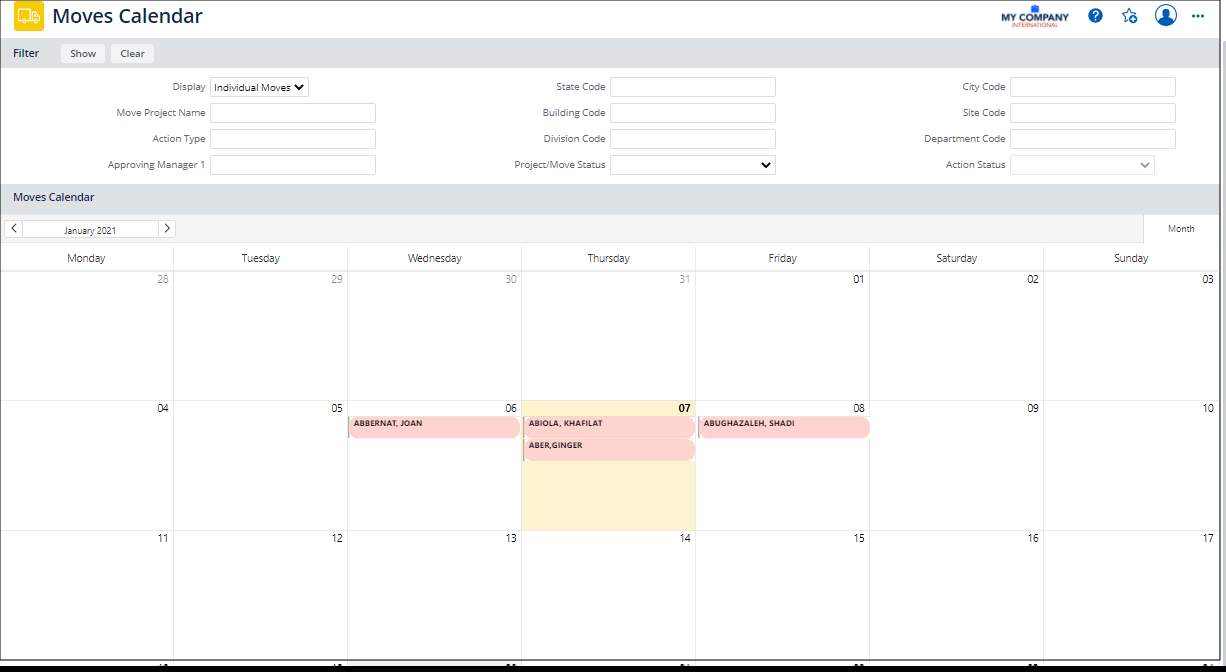 Moves Calendar
MY COMPANY
INTERNATIONAL
?
Filter Show Clear
Display Individual Moves State Code City Code
Move Project Name Building Code Site Code
Action Type Division Code Department Code
Approving Manager 1 Project/Move Status Action Status
Moves Calendar
January 2021 Month
Monday Tuesday Wednesday Thursday Friday Saturday Sunday
28 29 30 31 01 02 03
04 05 06 07 08 09 10
ABBERNAT, JOAN ABIOLA, KHAFILAT ABUGHAZALEH, SHADI
ABER,GINGER
11 12 13 14 15 16 17